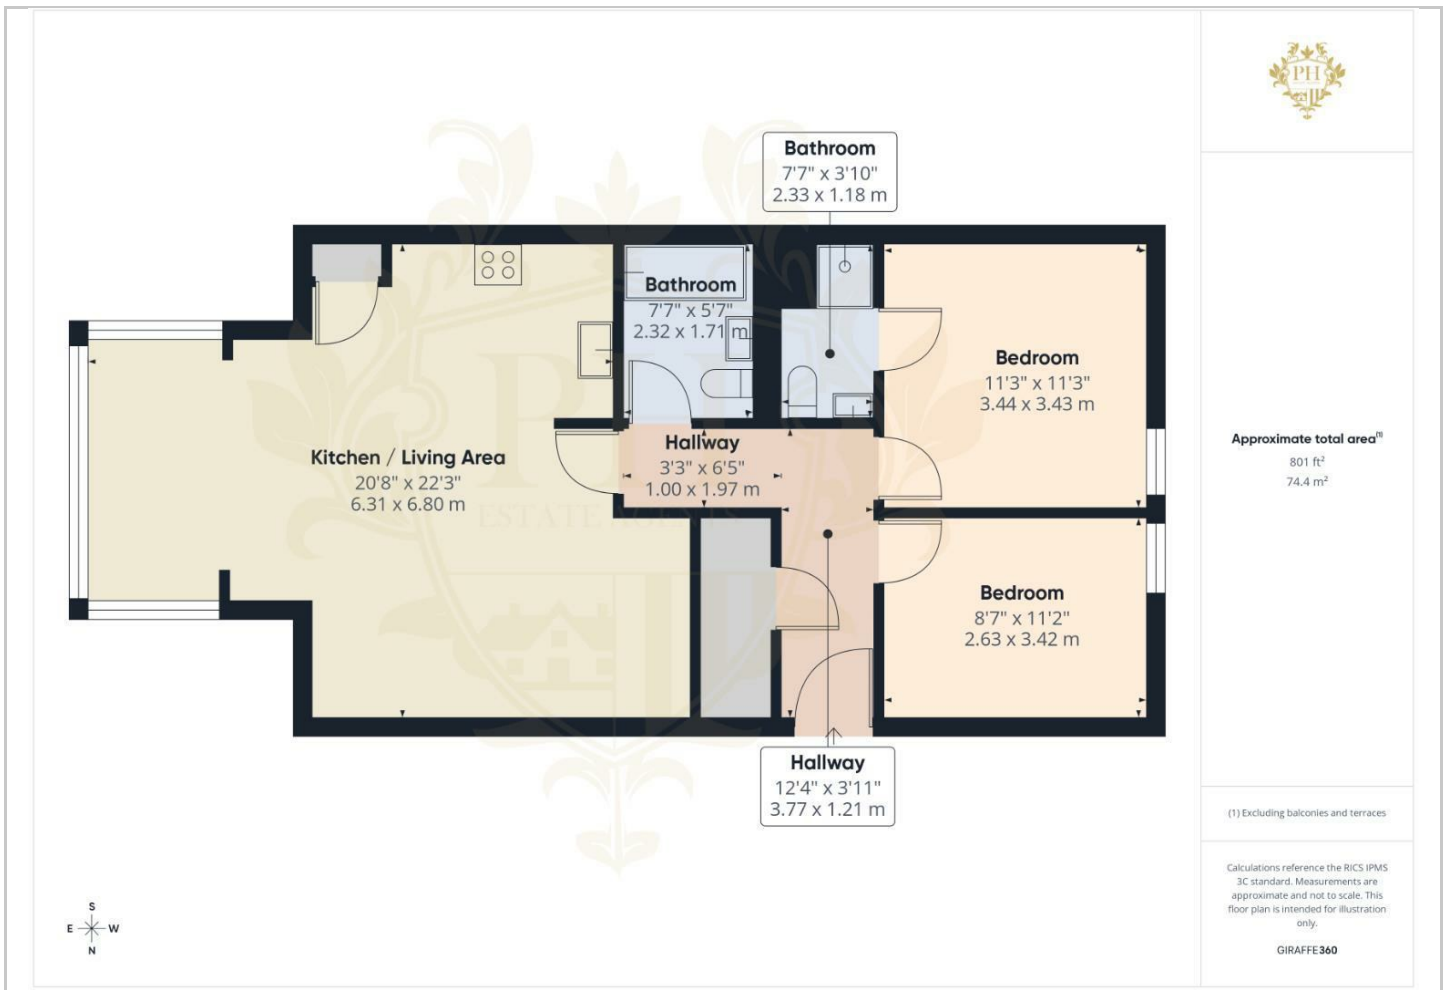 PH
Bathroom
7'7" x 3'10"
2.33 x 1.18 m
Bathroom
7'7" x 5'7"
2.32 x 1.71 m
Bedroom
11'3" x 11'3"
3.44 x 3.43 m
Kitchen / Living Area
20'8" x 22'3"
6.31 x 6.80 m
Hallway
3'3" x 6'5"
1.00 x 1.97 m
PH
ESTATE AGENTS
Bedroom
8'7" x 11'2"
2.63 x 3.42 m
Hallway
12'4" x 3'11"
3.77 x 1.21 m
S
E W
N
Approximate total area(1)
801 ft²
74.4 m²
(1) Excluding balconies and terraces
Calculations reference the RICS IPMS
3C standard. Measurements are
approximate and not to scale. This
floor plan is intended for illustration
only.
GIRAFFE360